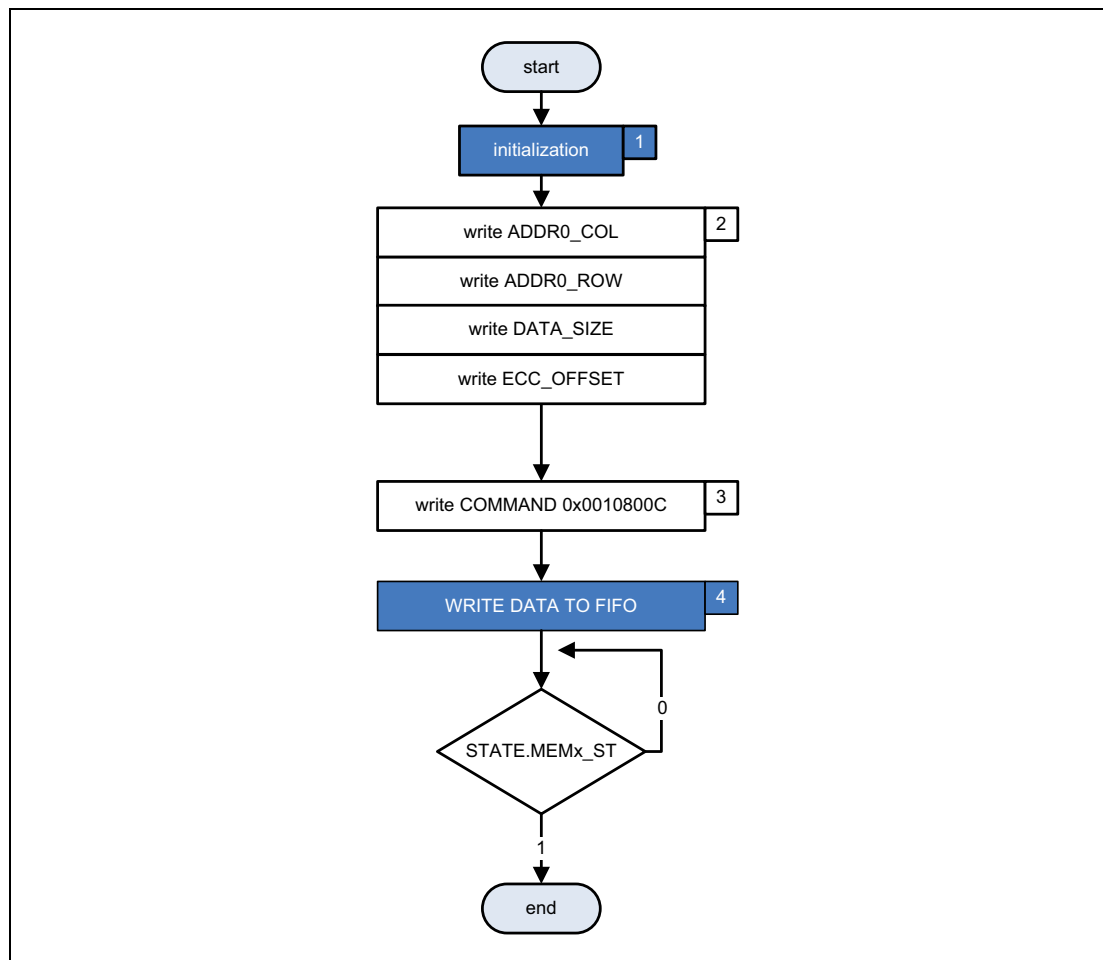 start
initialization
1
write ADDR0_COL
2
write ADDR0_ROW
write DATA_SIZE
write ECC_OFFSET
write COMMAND 0x0010800C
3
WRITE DATA TO FIFO
4
0
STATE.MEMx_ST
1
end